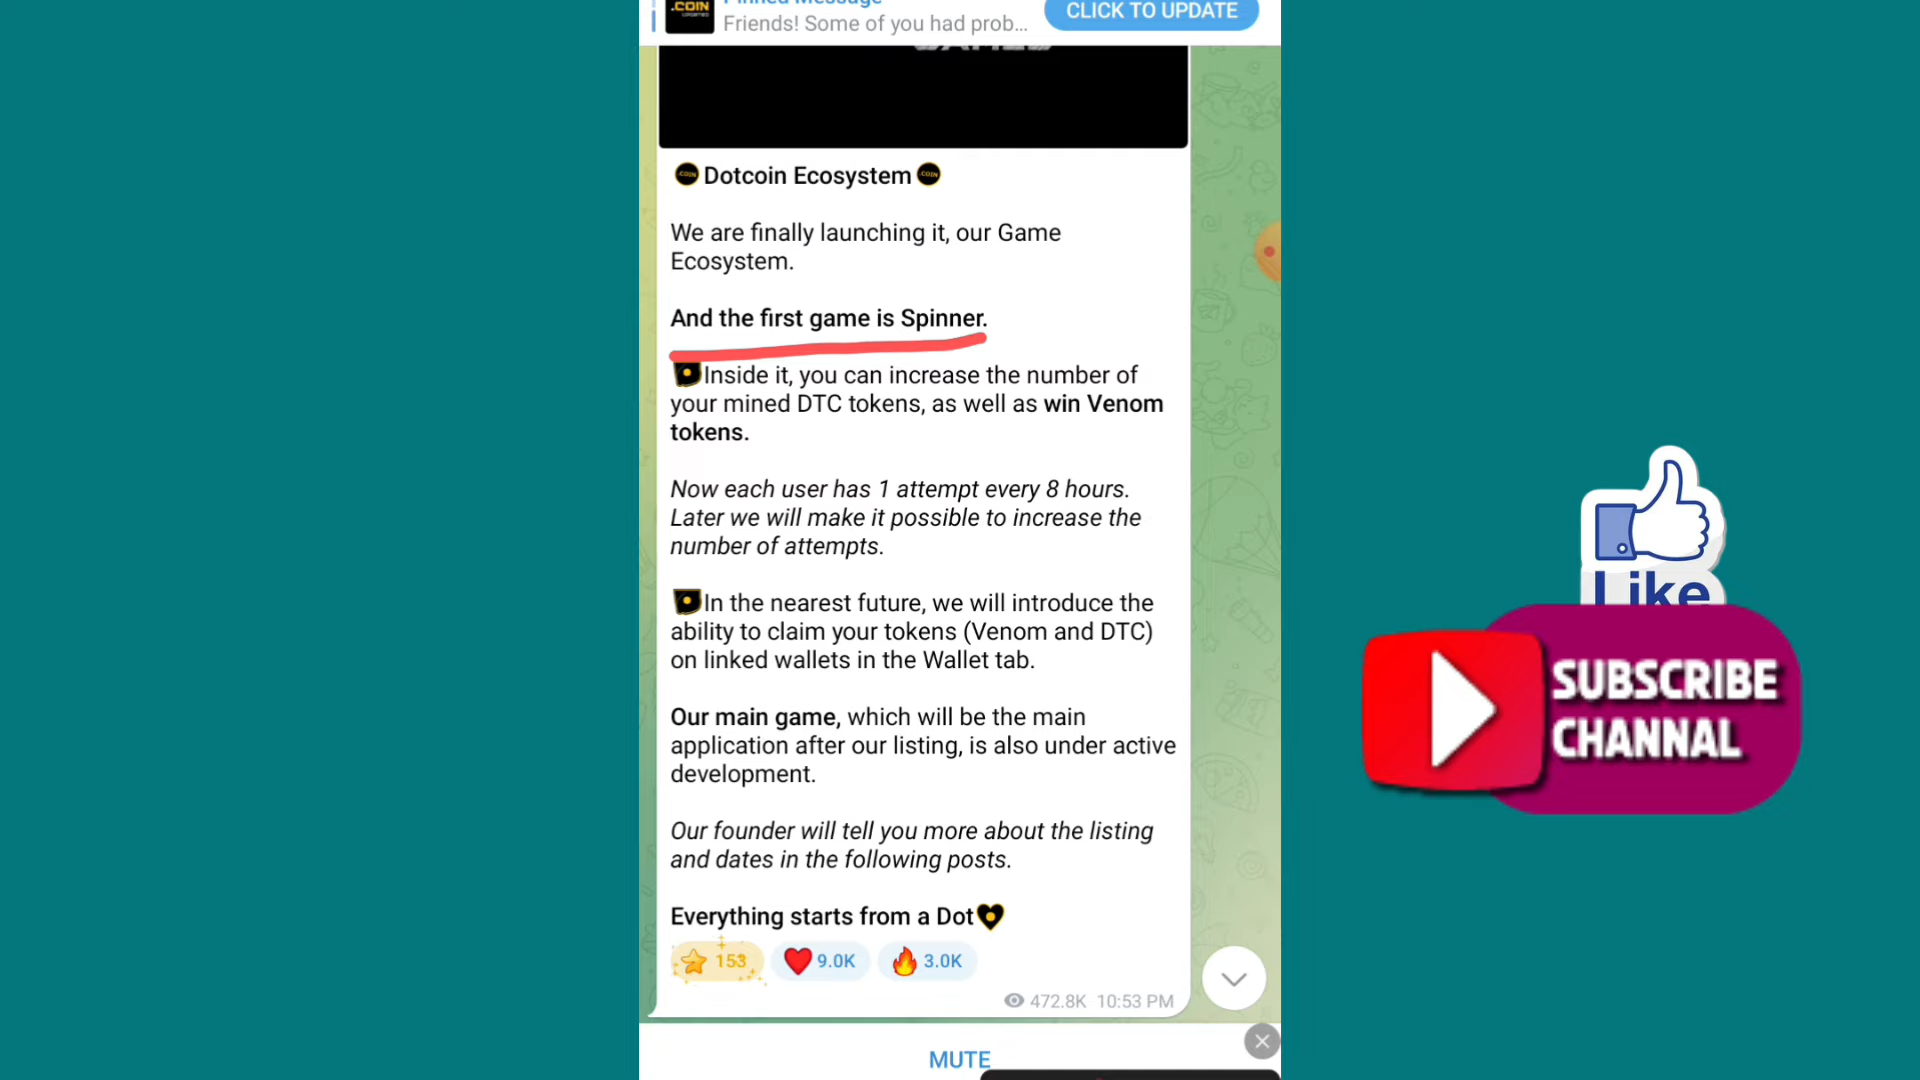 .COIN
Friends! Some of you had prob...
CLICK TO UPDATE
Dotcoin Ecosystem
We are finally launching it, our Game
Ecosystem.
And the first game is Spinner.
Inside it, you can increase the number of
your mined DTC tokens, as well as win Venom
tokens.
Now each user has 1 attempt every 8 hours.
Later we will make it possible to increase the
number of attempts.
In the nearest future, we will introduce the
ability to claim your tokens (Venom and DTC)
on linked wallets in the Wallet tab.
Our main game, which will be the main
application after our listing, is also under active
development.
Our founder will tell you more about the listing
and dates in the following posts.
Everything starts from a Dot
153 9.0K 3.0K
472.8K 10:53 PM
MUTE
Like
SUBSCRIBE
CHANNAL